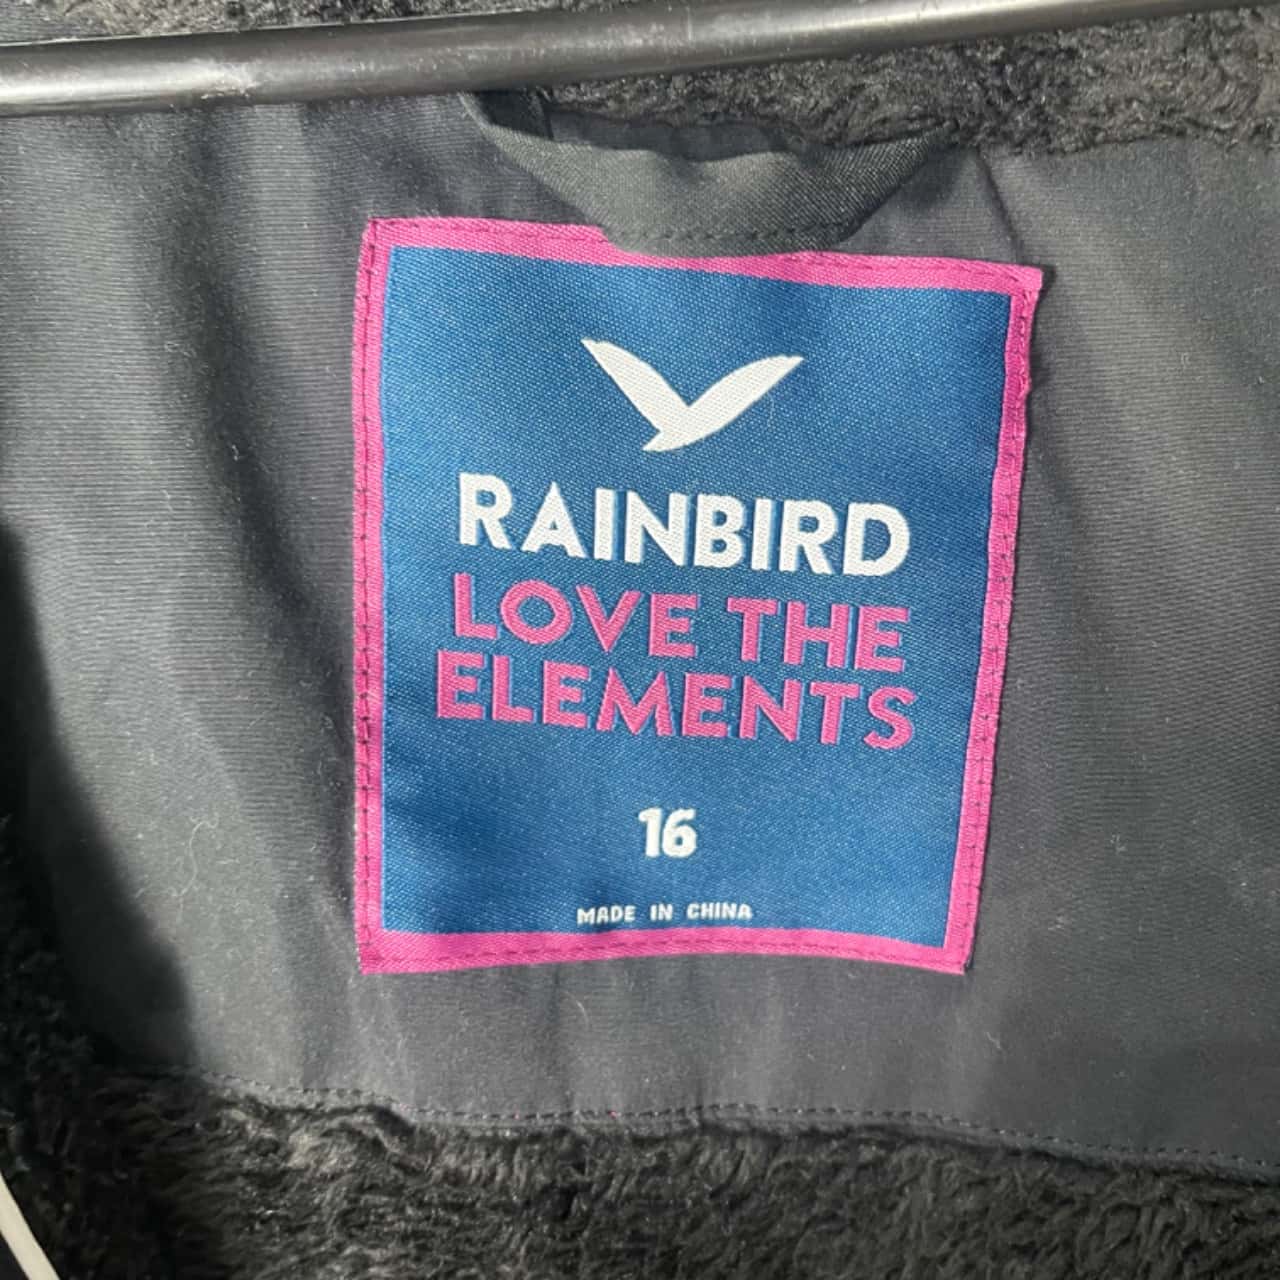 RAINBIRD
LOVE THE
ELEMENTS
16
MADE IN CHINA